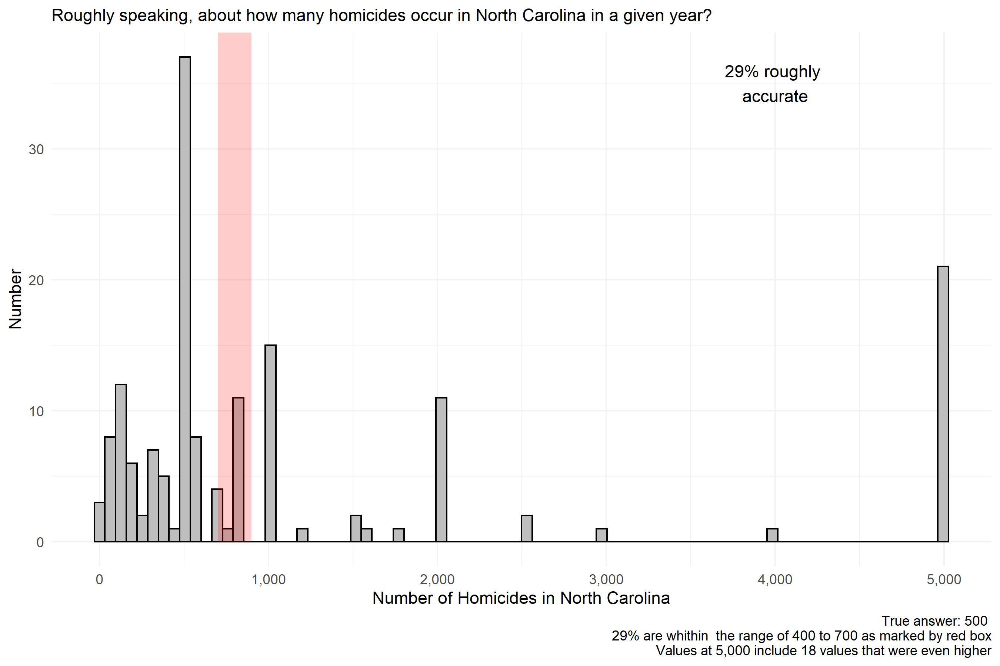 Roughly speaking, about how many homicides occur in North Carolina in a given year?
29% roughly
accurate
30
20
10
0
Number
0
1,000
2,000
3,000
4,000
5,000
Number of Homicides in North Carolina
True answer: 500
29% are whithin  the range of 400 to 700 as marked by red box
Values at 5,000 include 18 values that were even higher